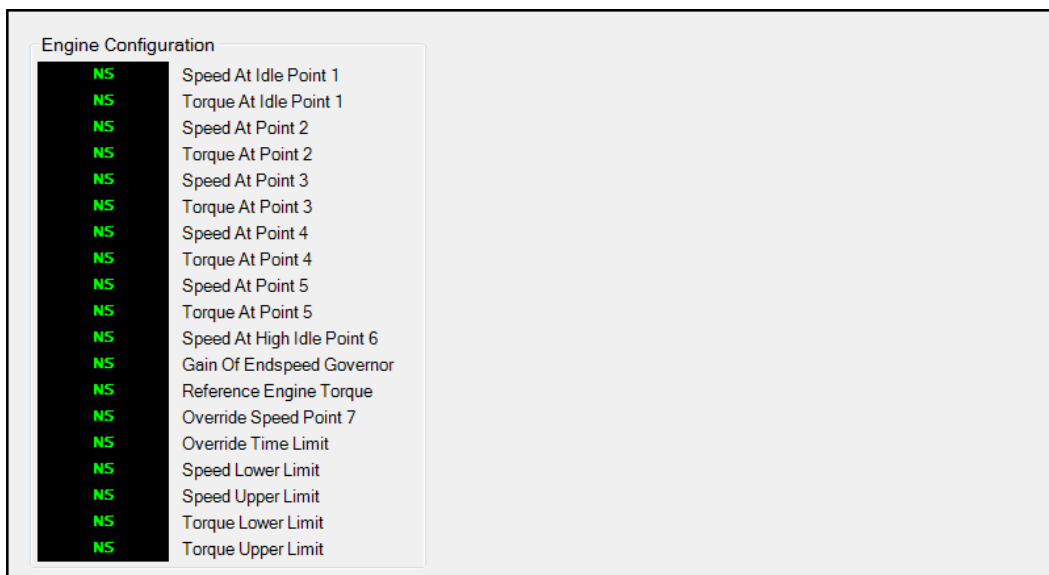 Engine Configuration
NS Speed At Idle Point 1
NS Torque At Idle Point 1
NS Speed At Point 2
NS Torque At Point 2
NS Speed At Point 3
NS Torque At Point 3
NS Speed At Point 4
NS Torque At Point 4
NS Speed At Point 5
NS Torque At Point 5
NS Speed At High Idle Point 6
NS Gain Of Endspeed Governor
NS Reference Engine Torque
NS Override Speed Point 7
NS Override Time Limit
NS Speed Lower Limit
NS Speed Upper Limit
NS Torque Lower Limit
NS Torque Upper Limit